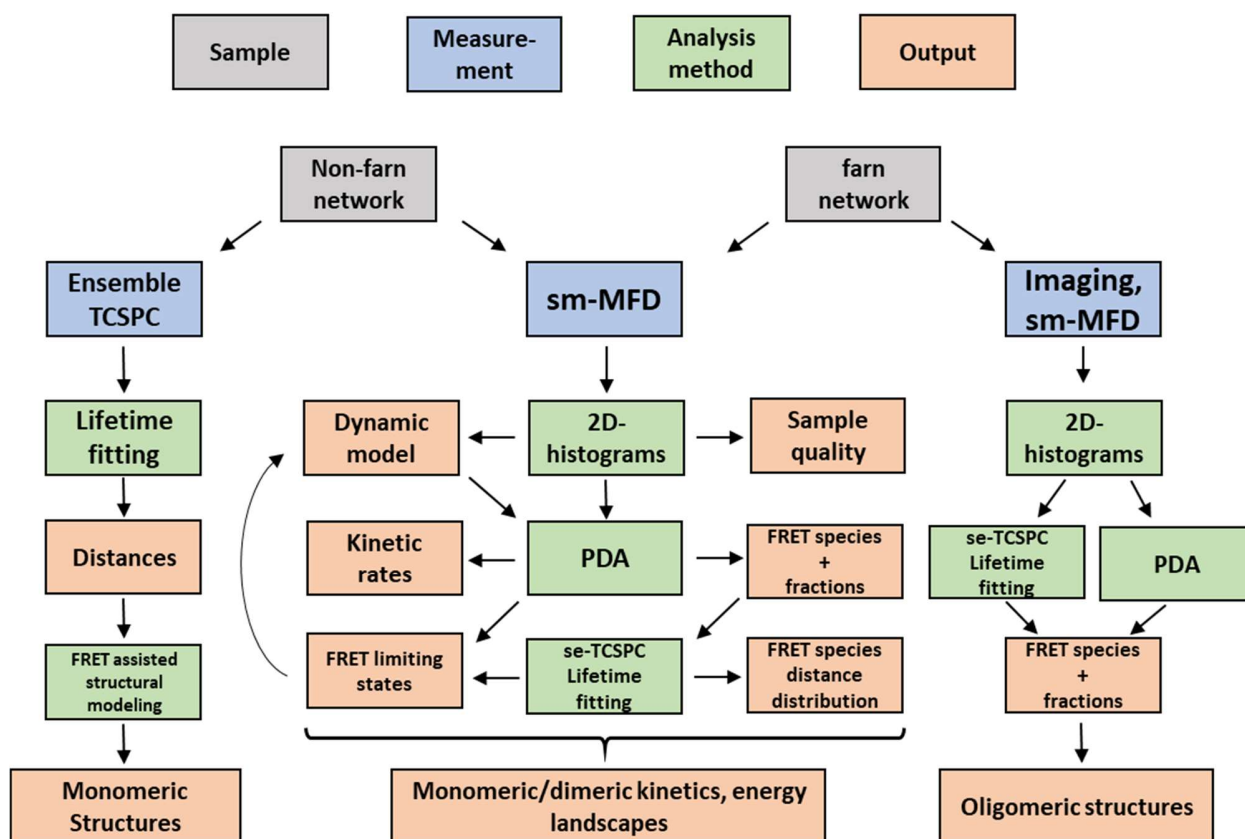 Sample
Measure-
ment
Analysis
method
Output
Non-farn
network
farn
network
Ensemble
TCSPC
sm-MFD
Imaging,
sm-MFD
Lifetime
fitting
Dynamic
model
2D-
histograms
Sample
quality
2D-
histograms
Distances
Kinetic
rates
PDA
FRET species
+
fractions
se-TCSPC
Lifetime
fitting
PDA
FRET assisted
structural
modeling
FRET limiting
states
se-TCSPC
Lifetime
fitting
FRET species
distance
distribution
FRET species
+
fractions
Monomeric
Structures
Monomeric/dimeric kinetics, energy
landscapes
Oligomeric structures